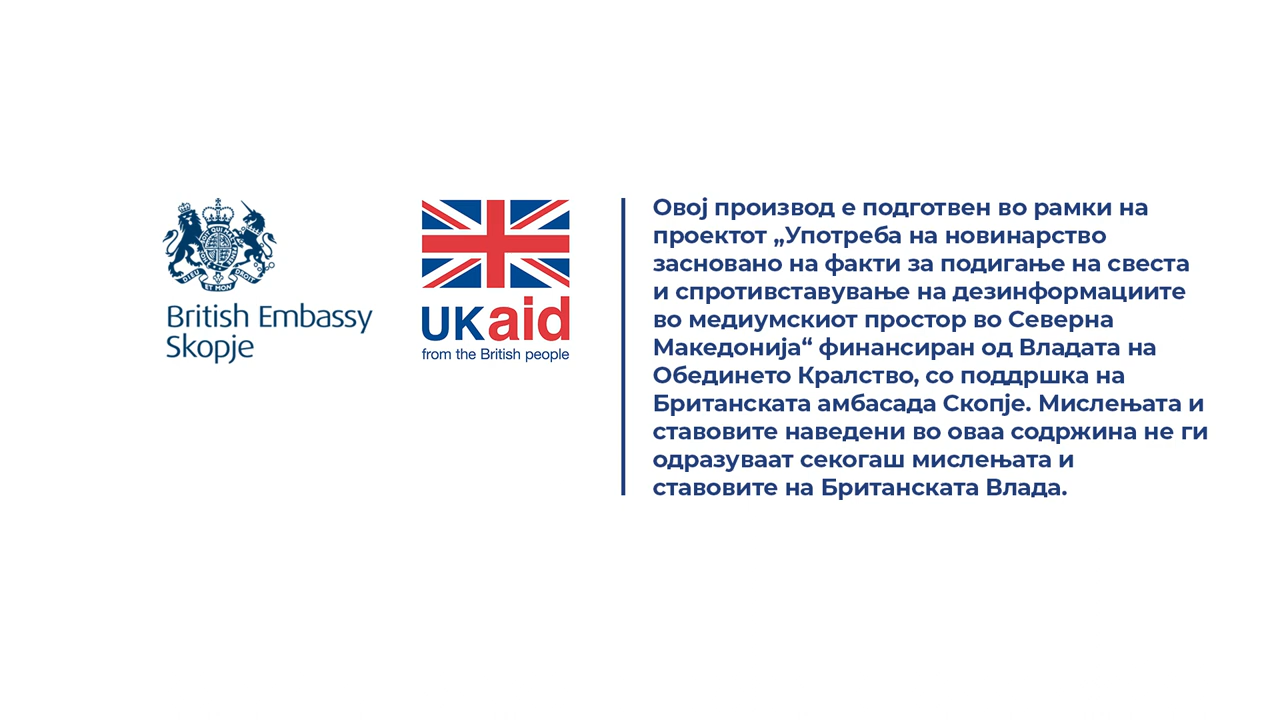 British Embassy
Skopje
UKaid
from the British people
Овој производ е подготвен во рамки на
проектот „Употреба на новинарство
засновано на факти за подигање на свеста
и спротивставување на дезинформациите
во медиумскиот простор во Северна
Македонија“ финансиран од Владата на
Обединето Кралство, со поддршка на
Британската амбасада Скопје. Мислењата и
ставовите наведени во оваа содржина не ги
одразуваат секогаш мислењата и
ставовите на Британската Влада.